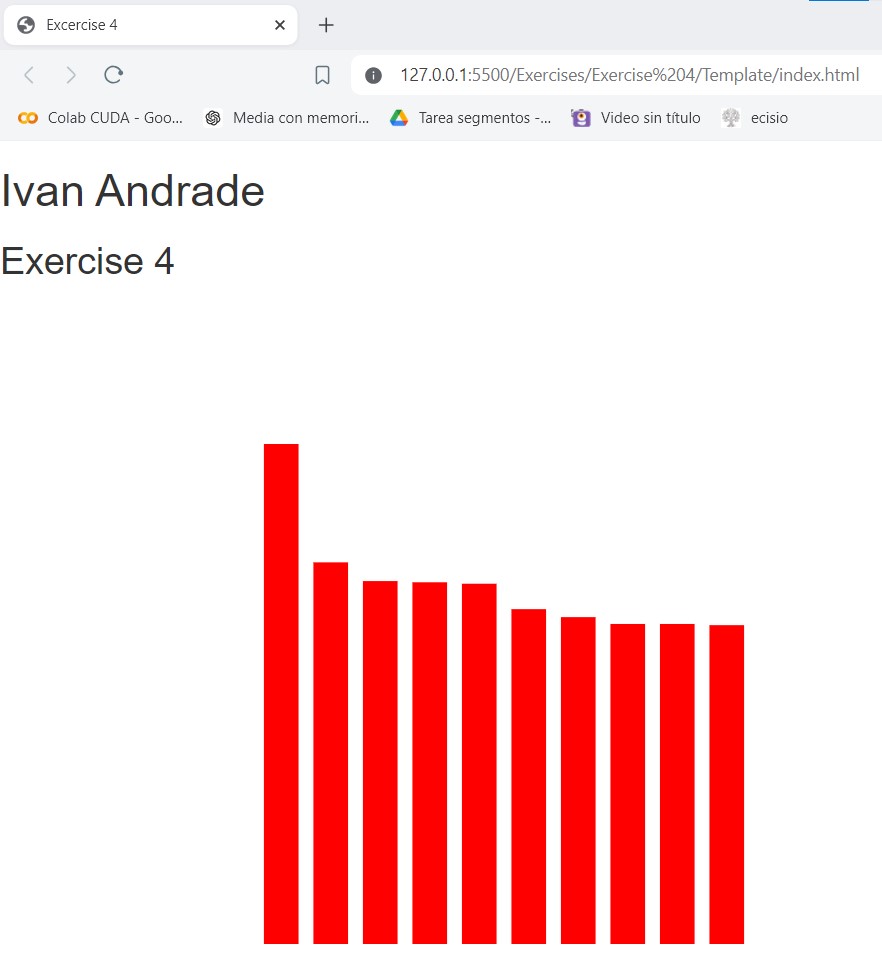 Excercise 4
127.0.0.1:5500/Exercises/Exercise%204/Template/index.html
Colab CUDA - Goo... Media con memori... Tarea segmentos -... Video sin título ecisio
Ivan Andrade
Exercise 4